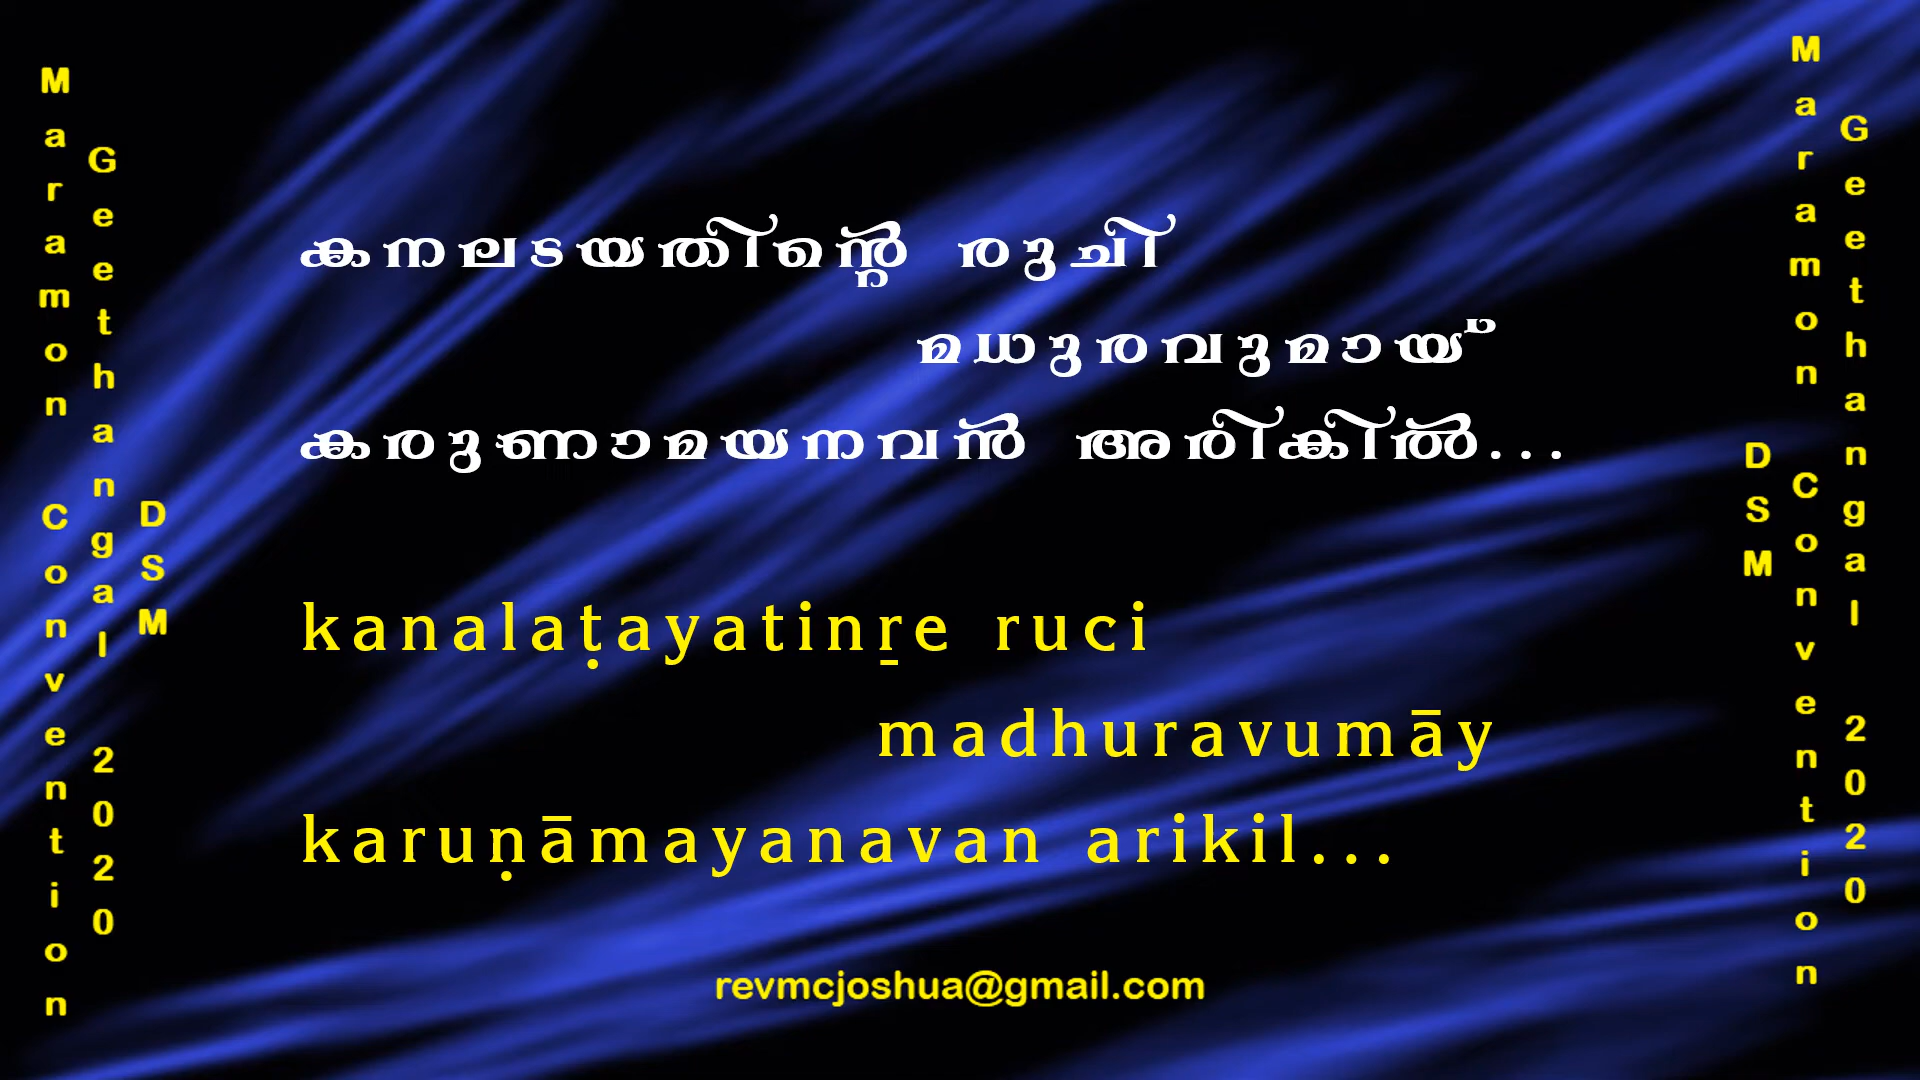 Maramon Convention
Geethangal 2020
DSM
കനലടയതിന്റെ രുചി
മധുരവുമായ്
കരുണാമയനവൻ അരികിൽ...
kanalaṭayatinṟe ruci
madhuravumāy
karuṇāmayanavan arikil...
revmcjoshua@gmail.com
DSM
Maramon Convention
Geethangal 2020